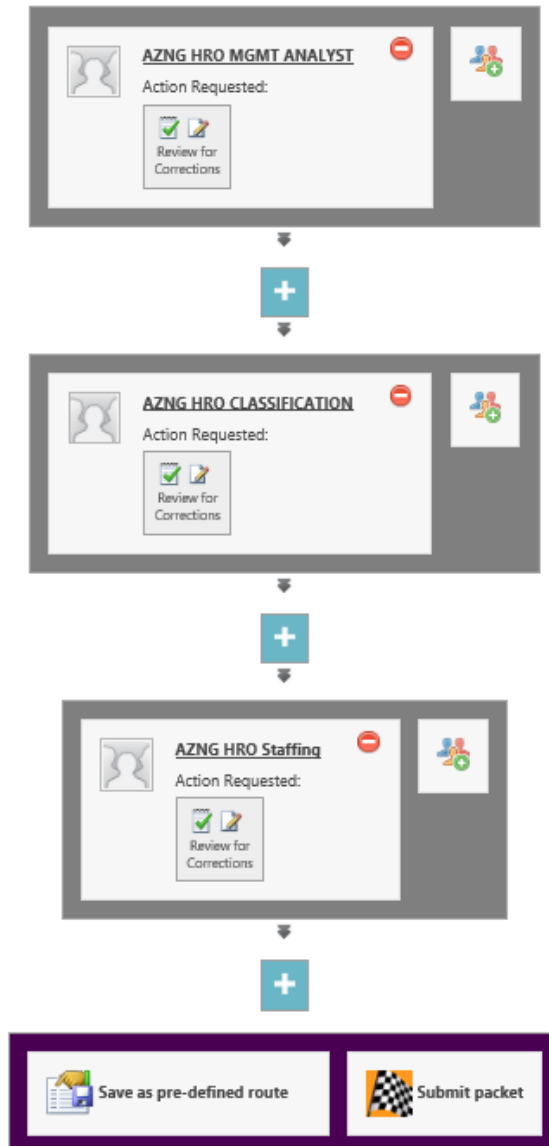 AZNG HRO MGMT ANALYST
Action Requested:
Review for
Corrections
AZNG HRO CLASSIFICATION
Action Requested:
Review for
Corrections
AZNG HRO Staffing
Action Requested:
Review for
Corrections
Save as pre-defined route
Submit packet